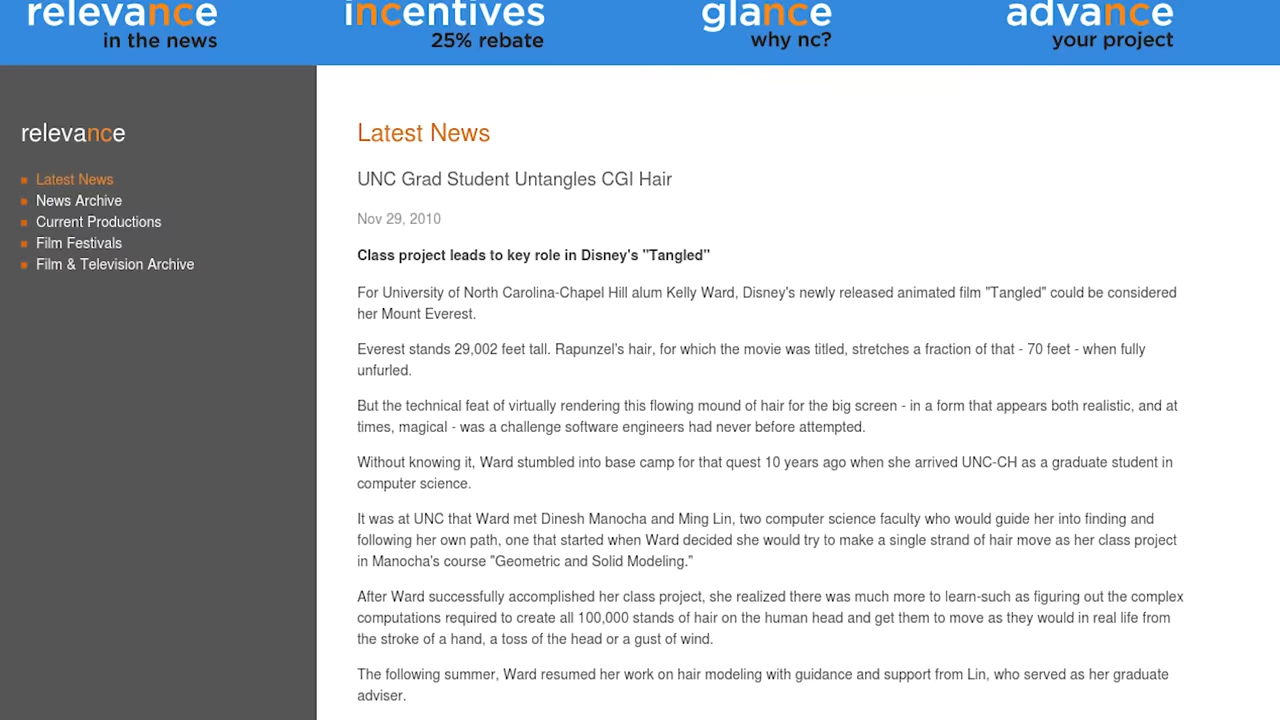 relevance incentives glance advance
in the news 25% rebate why nc? your project
relevance
Latest News
News Archive
Current Productions
Film Festivals
Film & Television Archive
Latest News
UNC Grad Student Untangles CGI Hair
Nov 29, 2010
Class project leads to key role in Disney's "Tangled"
For University of North Carolina-Chapel Hill alum Kelly Ward, Disney's newly released animated film "Tangled" could be considered
her Mount Everest.
Everest stands 29,002 feet tall. Rapunzel's hair, for which the movie was titled, stretches a fraction of that - 70 feet - when fully
unfurled.
But the technical feat of virtually rendering this flowing mound of hair for the big screen - in a form that appears both realistic, and at
times, magical - was a challenge software engineers had never before attempted.
Without knowing it, Ward stumbled into base camp for that quest 10 years ago when she arrived UNC-CH as a graduate student in
computer science.
It was at UNC that Ward met Dinesh Manocha and Ming Lin, two computer science faculty who would guide her into finding and
following her own path, one that started when Ward decided she would try to make a single strand of hair move as her class project
in Manocha's course "Geometric and Solid Modeling."
After Ward successfully accomplished her class project, she realized there was much more to learn-such as figuring out the complex
computations required to create all 100,000 stands of hair on the human head and get them to move as they would in real life from
the stroke of a hand, a toss of the head or a gust of wind.
The following summer, Ward resumed her work on hair modeling with guidance and support from Lin, who served as her graduate
adviser.